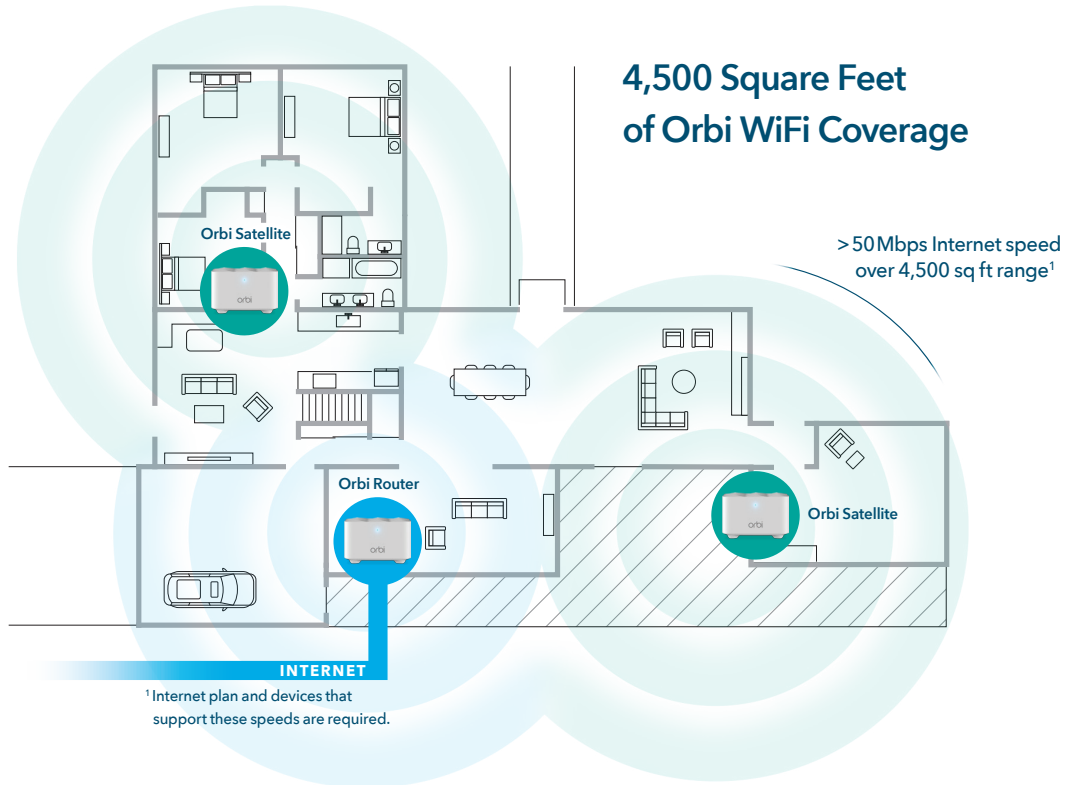 4,500 Square Feet
of Orbi WiFi Coverage
>50 Mbps Internet speed
over 4,500 sq ft range¹
Orbi Satellite
orbi
Orbi Router
orbi
orbi
Orbi Satellite
INTERNET
¹ Internet plan and devices that
support these speeds are required.